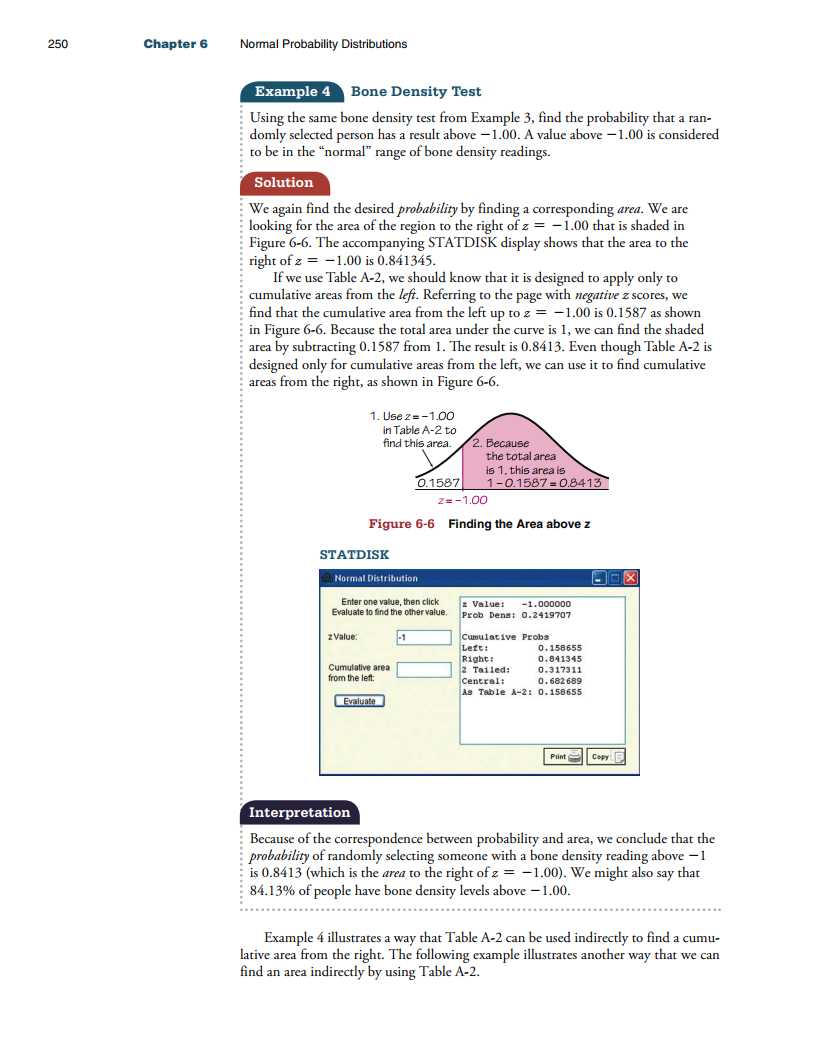 250 Chapter 6 Normal Probability Distributions
Example 4 Bone Density Test
Using the same bone density test from Example 3, find the probability that a ran-
domly selected person has a result above −1.00. A value above −1.00 is considered
to be in the “normal” range of bone density readings.
Solution
We again find the desired probability by finding a corresponding area. We are
looking for the area of the region to the right of z = −1.00 that is shaded in
Figure 6-6. The accompanying STATDISK display shows that the area to the
right of z = −1.00 is 0.841345.
If we use Table A-2, we should know that it is designed to apply only to
cumulative areas from the left. Referring to the page with negative z scores, we
find that the cumulative area from the left up to z = −1.00 is 0.1587 as shown
in Figure 6-6. Because the total area under the curve is 1, we can find the shaded
area by subtracting 0.1587 from 1. The result is 0.8413. Even though Table A-2 is
designed only for cumulative areas from the left, we can use it to find cumulative
areas from the right, as shown in Figure 6-6.
1. Use z = −1.00
in Table A-2 to
find this area.
2. Because
the total area
is 1, this area is
0.1587
1 − 0.1587 = 0.8413
z = −1.00
Figure 6-6 Finding the Area above z
STATDISK
Normal Distribution
Enter one value, then click
Evaluate to find the other value.
z Value: -1
Cumulative area
from the left:
Evaluate
z Value: -1.000000
Prob Dens: 0.2419707
Cumulative Probs
Left: 0.158655
Right: 0.841345
2 Tailed: 0.317311
Central: 0.682689
As Table A-2: 0.158655
Print Copy
Interpretation
Because of the correspondence between probability and area, we conclude that the
probability of randomly selecting someone with a bone density reading above −1
is 0.8413 (which is the area to the right of z = −1.00). We might also say that
84.13% of people have bone density levels above −1.00.
Example 4 illustrates a way that Table A-2 can be used indirectly to find a cumu-
lative area from the right. The following example illustrates another way that we can
find an area indirectly by using Table A-2.